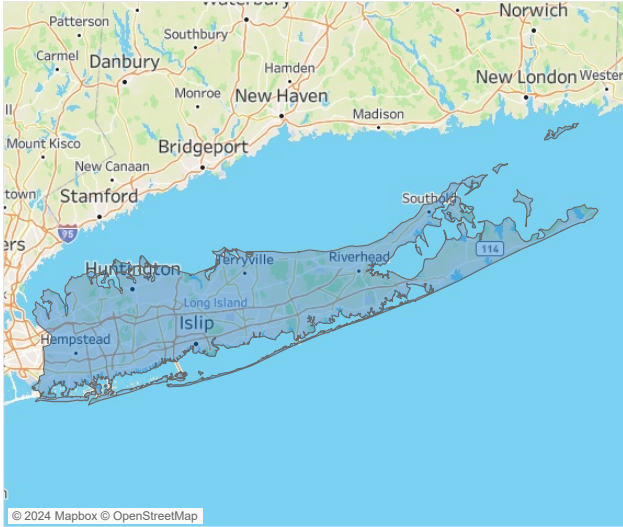 Waterbury
Norwich
Patterson
Southbury
Carmel
Danbury
Hamden
New London
Wester
Monroe
New Haven
Madison
Mount Kisco
Bridgeport
New Canaan
town
Stamford
Southold
95
ers
114
Huntington
Terryville
Riverhead
Long Island
Islip
Hempstead
© 2024 Mapbox © OpenStreetMap